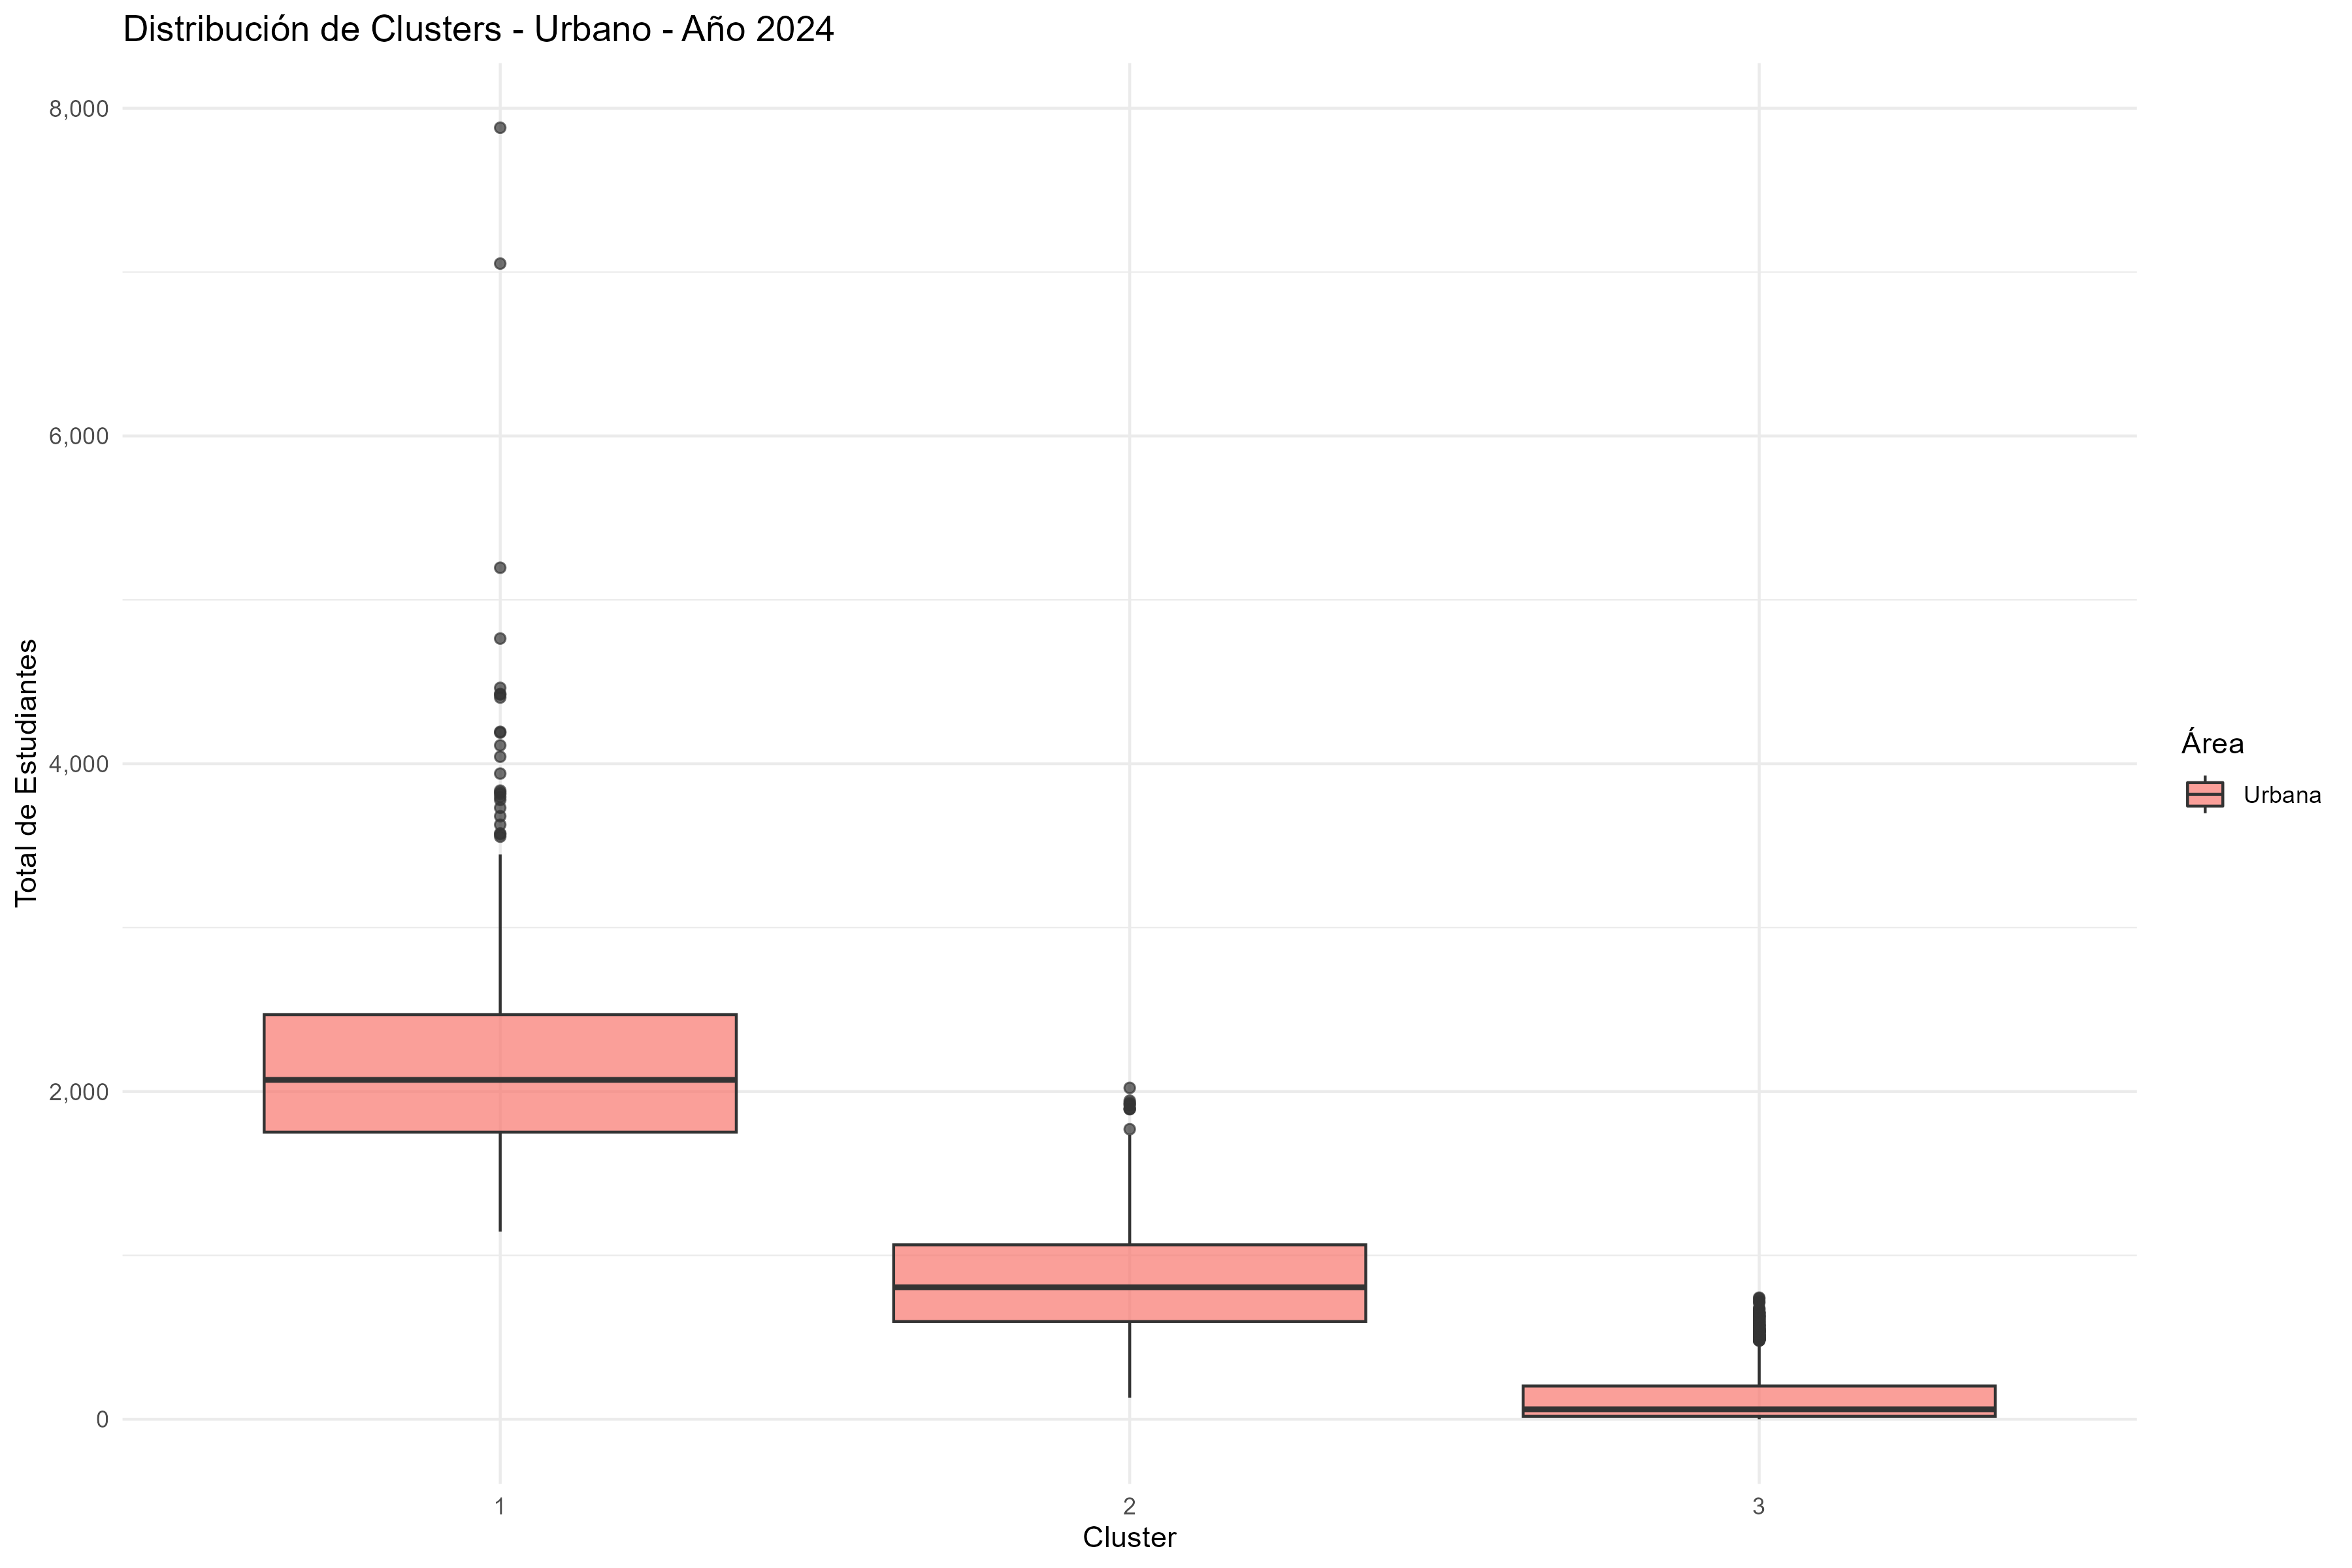 Distribución de Clusters - Urbano - Año 2024
Total de Estudiantes
8,000
6,000
4,000
2,000
0
1
2
3
Cluster
Área
Urbana